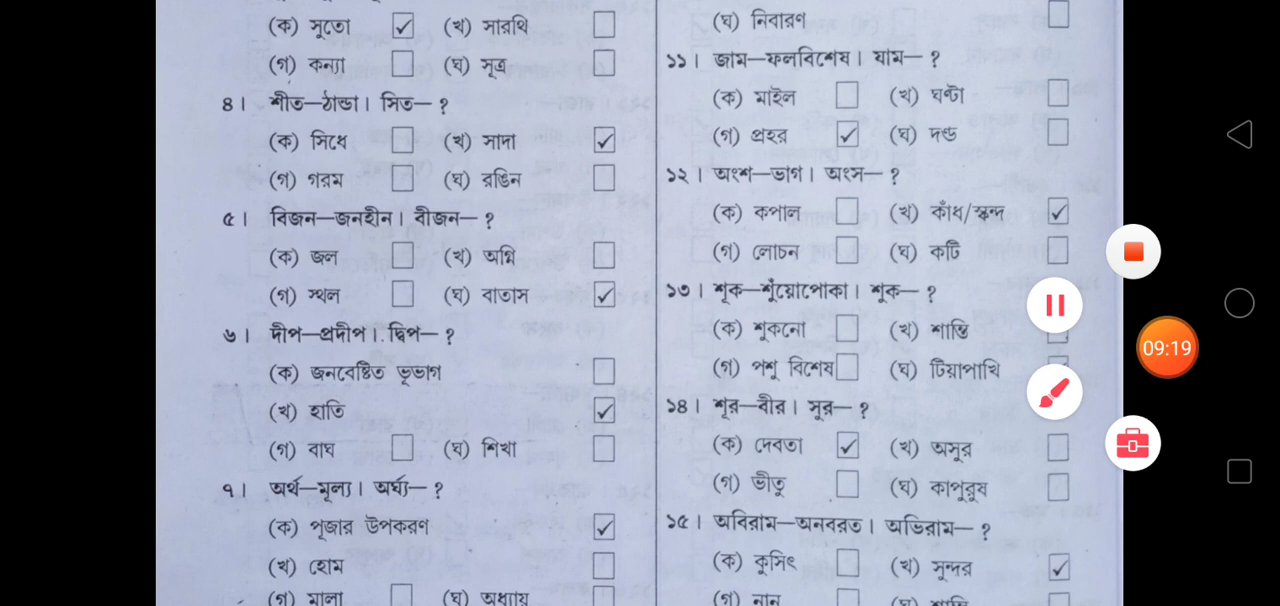 (ক) সুতো (খ) সারথি
(গ) কন্যা (ঘ) সূত্র
৪। শীত—ঠান্ডা। সিত—?
(ক) সিধে (খ) সাদা
(গ) গরম (ঘ) রঙিন
৫। বিজন—জনহীন। বীজন—?
(ক) জল (খ) অগ্নি
(গ) স্থল (ঘ) বাতাস
৬। দীপ—প্রদীপ। দ্বিপ—?
(ক) জনবেষ্টিত ভূভাগ
(খ) হাতি
(গ) বাঘ (ঘ) শিখা
৭। অর্থ—মূল্য। অর্ঘ্য—?
(ক) পূজার উপকরণ
(খ) হোম
(গ) মালা (ঘ) অধ্যায়
(ঘ) নিবারণ
১১। জাম—ফলবিশেষ। যাম—?
(ক) মাইল (খ) ঘণ্টা
(গ) প্রহর (ঘ) দণ্ড
১২। অংশ—ভাগ। অংস—?
(ক) কপাল (খ) কাঁধ/স্কন্দ
(গ) লোচন (ঘ) কটি
১৩। শূক—শুঁয়োপোকা। শুক—?
(ক) শুকনো (খ) শান্তি
(গ) পশু বিশেষ (ঘ) টিয়াপাখি
১৪। শূর—বীর। সুর—?
(ক) দেবতা (খ) অসুর
(গ) ভীতু (ঘ) কাপুরুষ
১৫। অবিরাম—অনবরত। অভিরাম—?
(ক) কুসিৎ (খ) সুন্দর
(গ) নান (ঘ) শান্তি
09:19